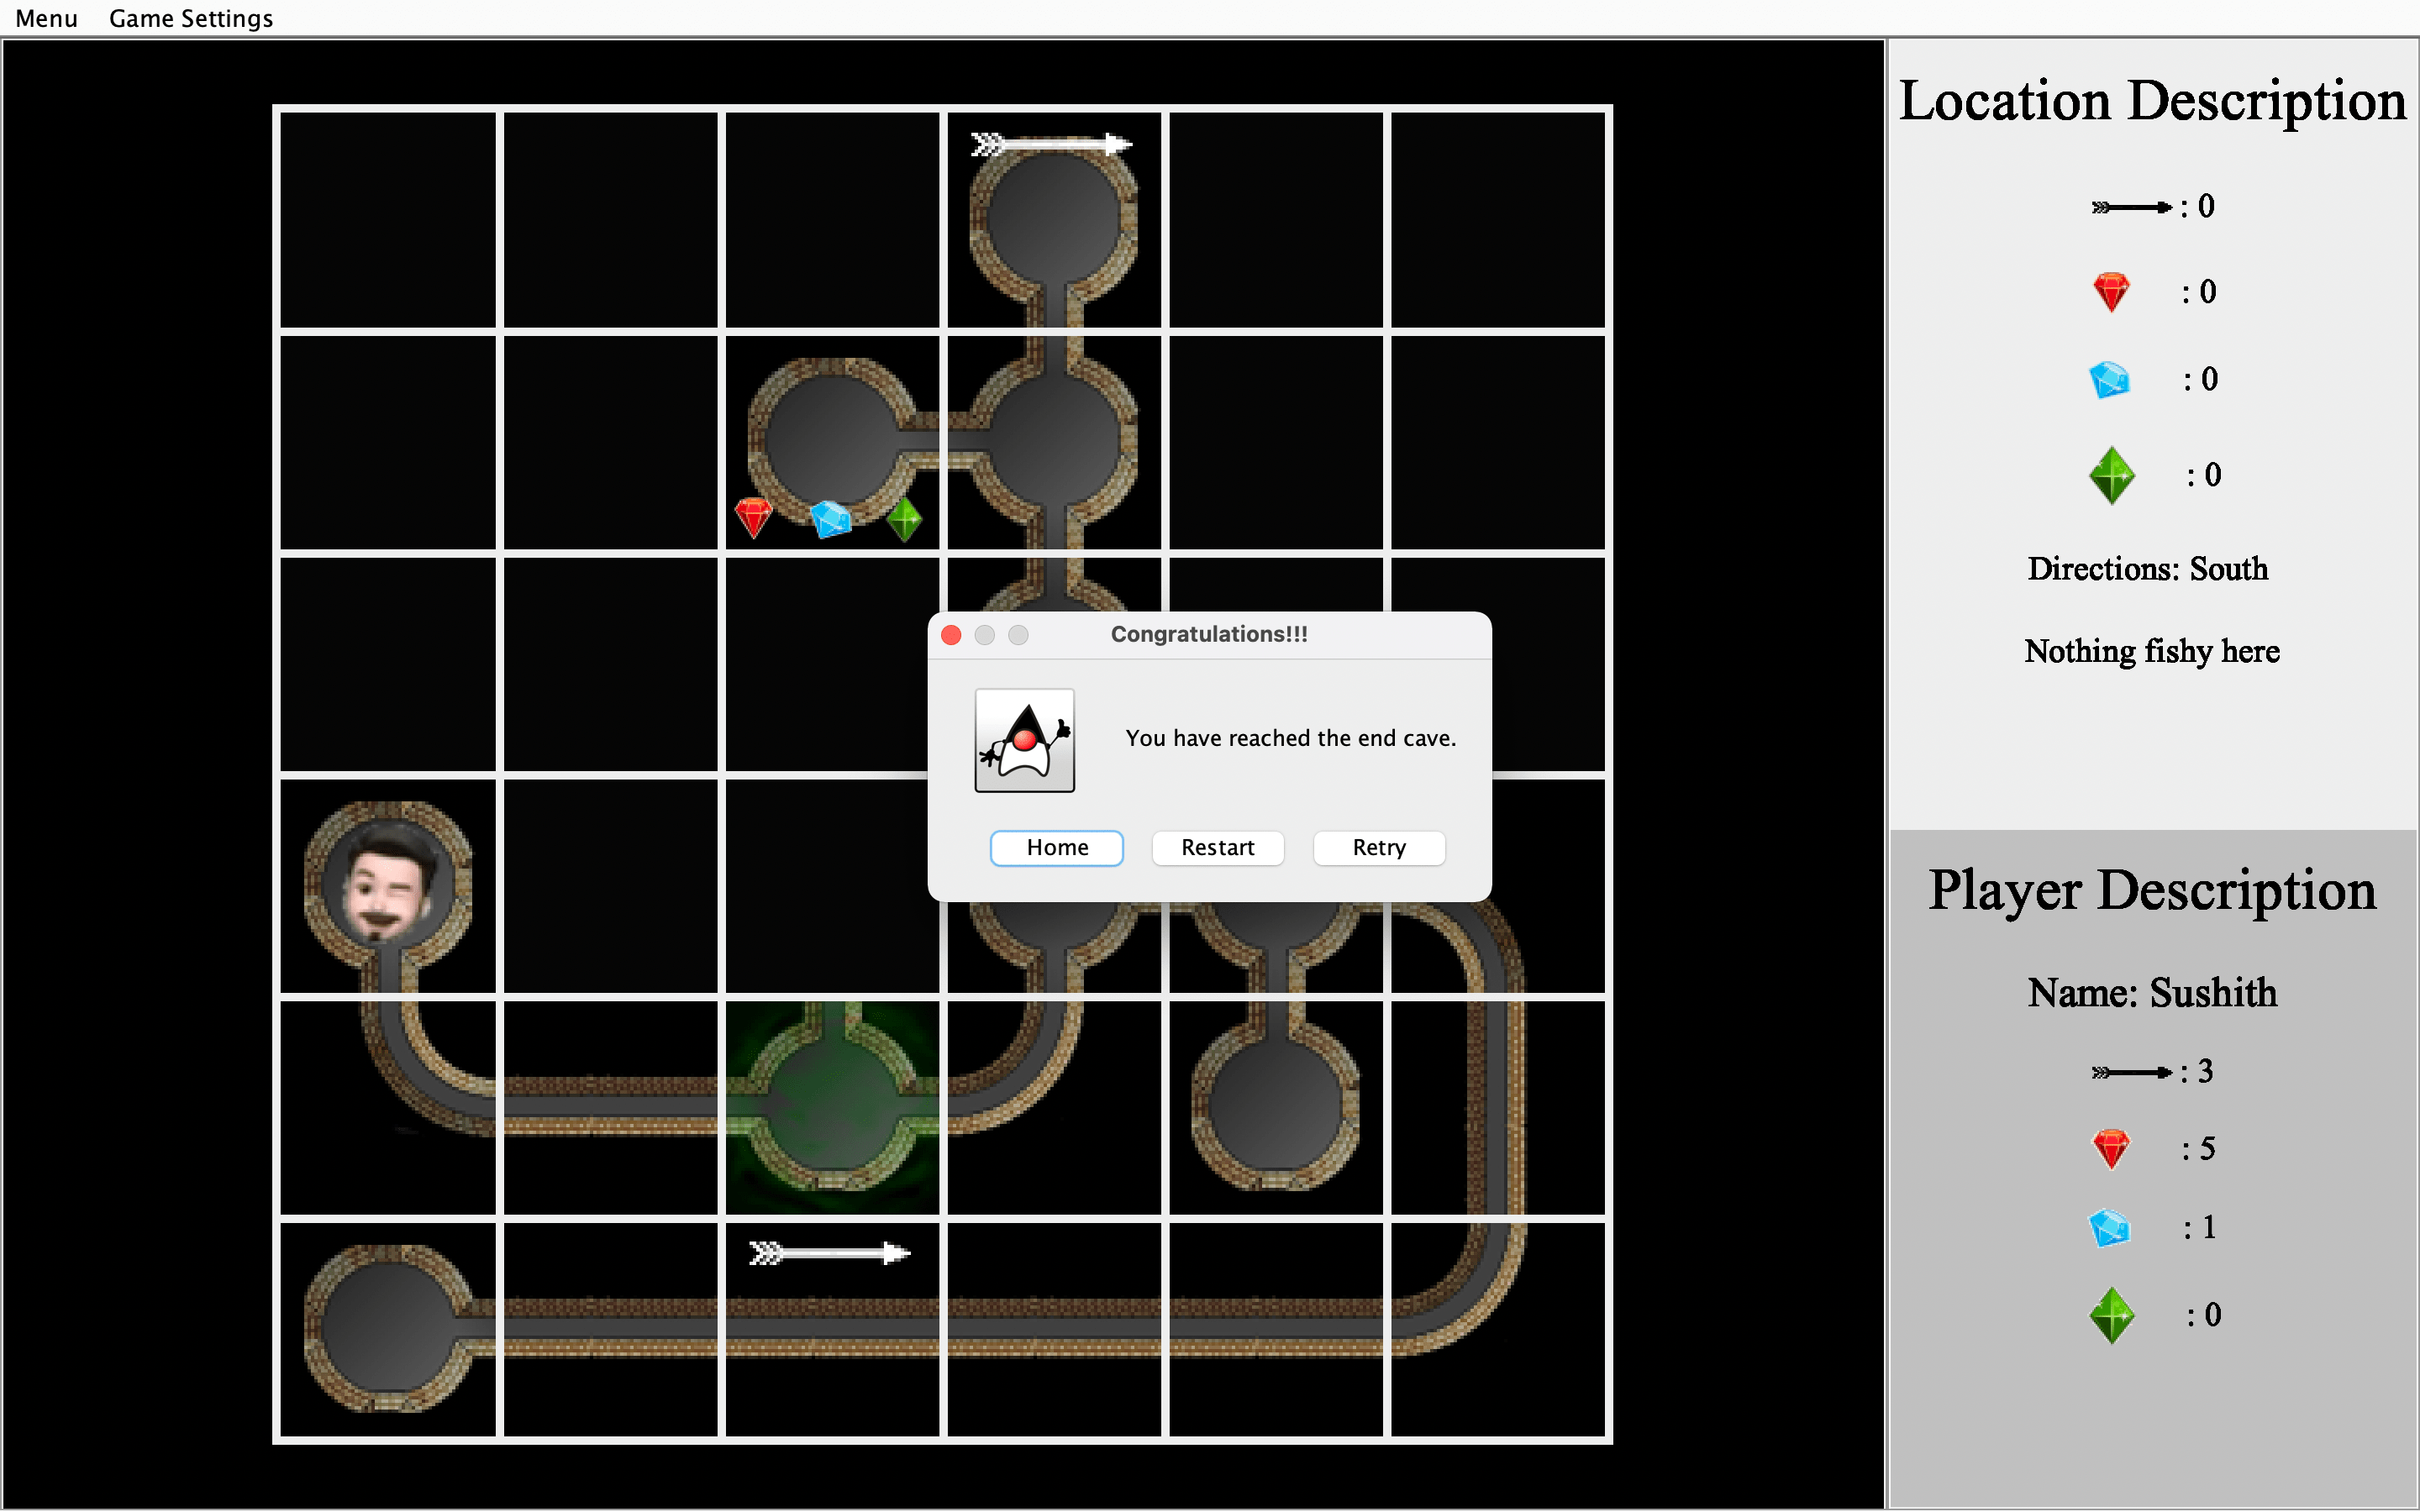 Menu Game Settings
Location Description
: 0
: 0
: 0
: 0
Directions: South
Nothing fishy here
Congratulations!!!
You have reached the end cave.
Home Restart Retry
Player Description
Name: Sushith
: 3
: 5
: 1
: 0